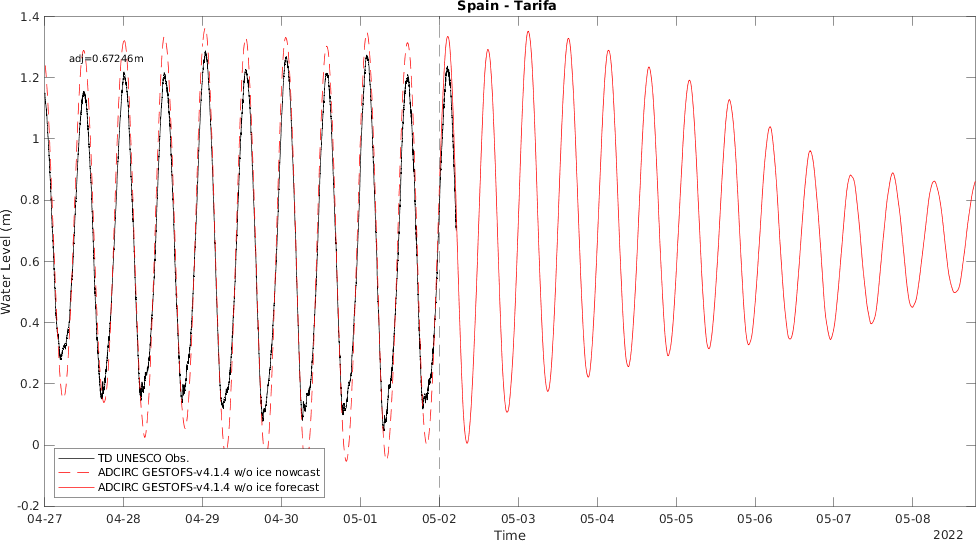 Spain - Tarifa
adj=0.67246m
Water Level (m)
1.4
1.2
1
0.8
0.6
0.4
0.2
0
-0.2
TD UNESCO Obs.
ADCIRC GESTOFS-v4.1.4 w/o ice nowcast
ADCIRC GESTOFS-v4.1.4 w/o ice forecast
04-27 04-28 04-29 04-30 05-01 05-02 05-03 05-04 05-05 05-06 05-07 05-08
Time
2022